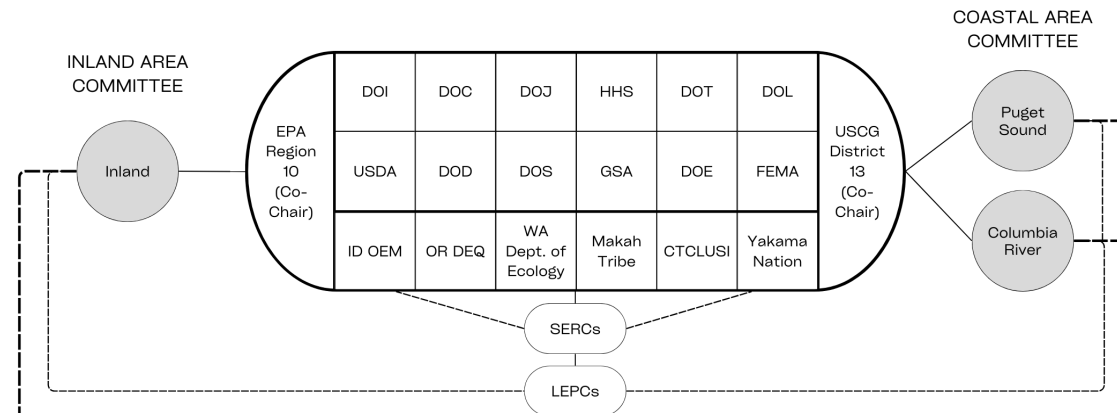 COASTAL AREA
COMMITTEE
INLAND AREA
COMMITTEE
Inland
EPA
Region
10
(Co-
Chair)
DOI
DOC
DOJ
HHS
DOT
DOL
USDA
DOD
DOS
GSA
DOE
FEMA
ID OEM
OR DEQ
WA
Dept. of
Ecology
Makah
Tribe
CTCLUSI
Yakama
Nation
USCG
District
13
(Co-
Chair)
Puget
Sound
Columbia
River
SERCs
LEPCs